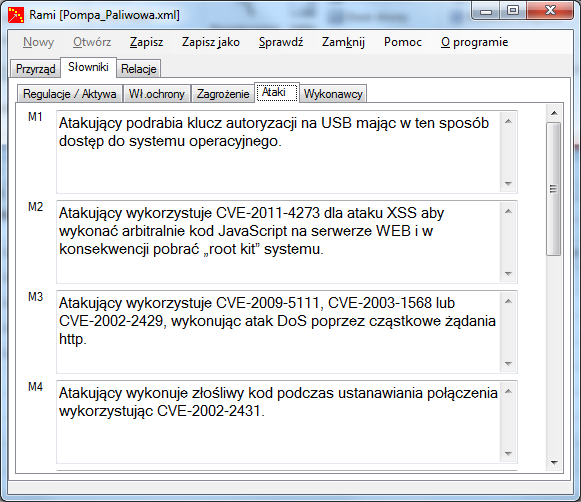 Rami [Pompa_Paliwowa.xml]
Nowy Otwórz Zapisz Zapisz jako Sprawdź Zamknij Pomoc O programie
Przyrząd Słowniki Relacje
Regulacje / Aktywa Wł.ochrony Zagrożenie Ataki Wykonawcy
M1
Atakujący podrabia klucz autoryzacji na USB mając w ten sposób
dostęp do systemu operacyjnego.
M2
Atakujący wykorzystuje CVE-2011-4273 dla ataku XSS aby
wykonać arbitralnie kod JavaScript na serwerze WEB i w
konsekwencji pobrać „root kit” systemu.
M3
Atakujący wykorzystuje CVE-2009-5111, CVE-2003-1568 lub
CVE-2002-2429, wykonując atak DoS poprzez cząstkowe żądania
http.
M4
Atakujący wykonuje złośliwy kod podczas ustanawiania połączenia
wykorzystując CVE-2002-2431.